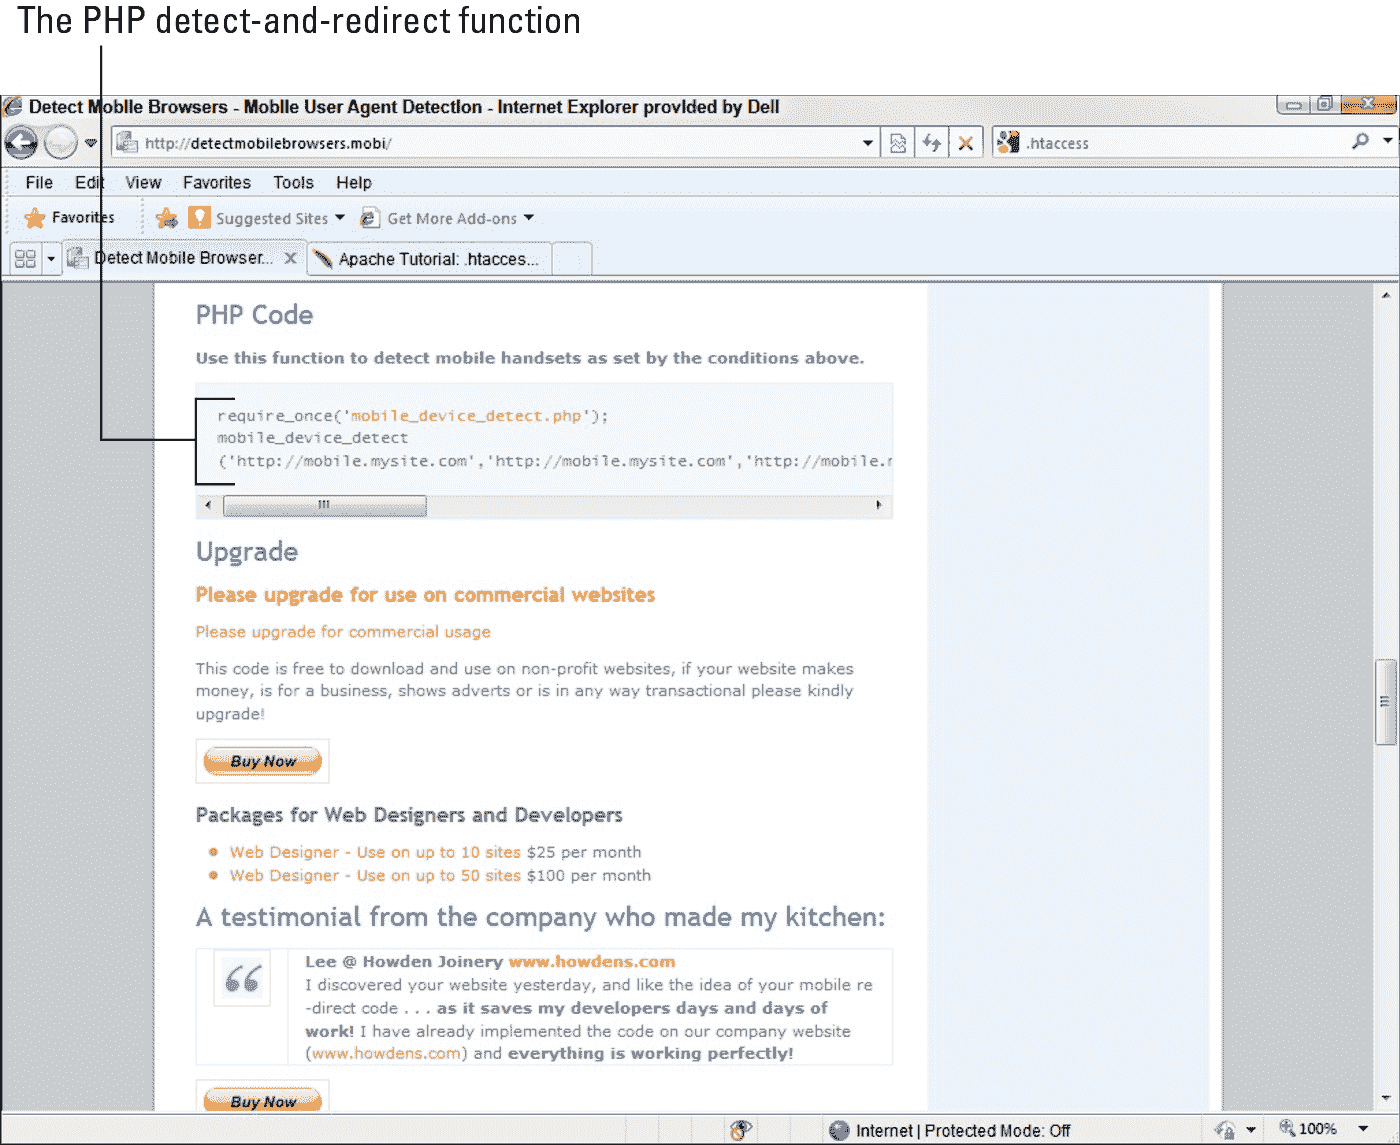 The PHP detect-and-redirect function
Detect Mobile Browsers - Mobile User Agent Detection - Internet Explorer provided by Dell
http://detectmobilebrowsers.mobi/
.htaccess
File Edit View Favorites Tools Help
Favorites Suggested Sites Get More Add-ons
Detect Mobile Browser... Apache Tutorial: .htacces...
PHP Code
Use this function to detect mobile handsets as set by the conditions above.
require_once('mobile_device_detect.php');
mobile_device_detect
('http://mobile.mysite.com','http://mobile.mysite.com','http://mobile.
Upgrade
Please upgrade for use on commercial websites
Please upgrade for commercial usage
This code is free to download and use on non-profit websites, if your website makes
money, is for a business, shows adverts or is in any way transactional please kindly
upgrade!
Buy Now
Packages for Web Designers and Developers
Web Designer - Use on up to 10 sites $25 per month
Web Designer - Use on up to 50 sites $100 per month
A testimonial from the company who made my kitchen:
Lee @ Howden Joinery www.howdens.com
I discovered your website yesterday, and like the idea of your mobile re
-direct code . . . as it saves my developers days and days of
work! I have already implemented the code on our company website
(www.howdens.com) and everything is working perfectly!
Buy Now
Internet | Protected Mode: Off
100%